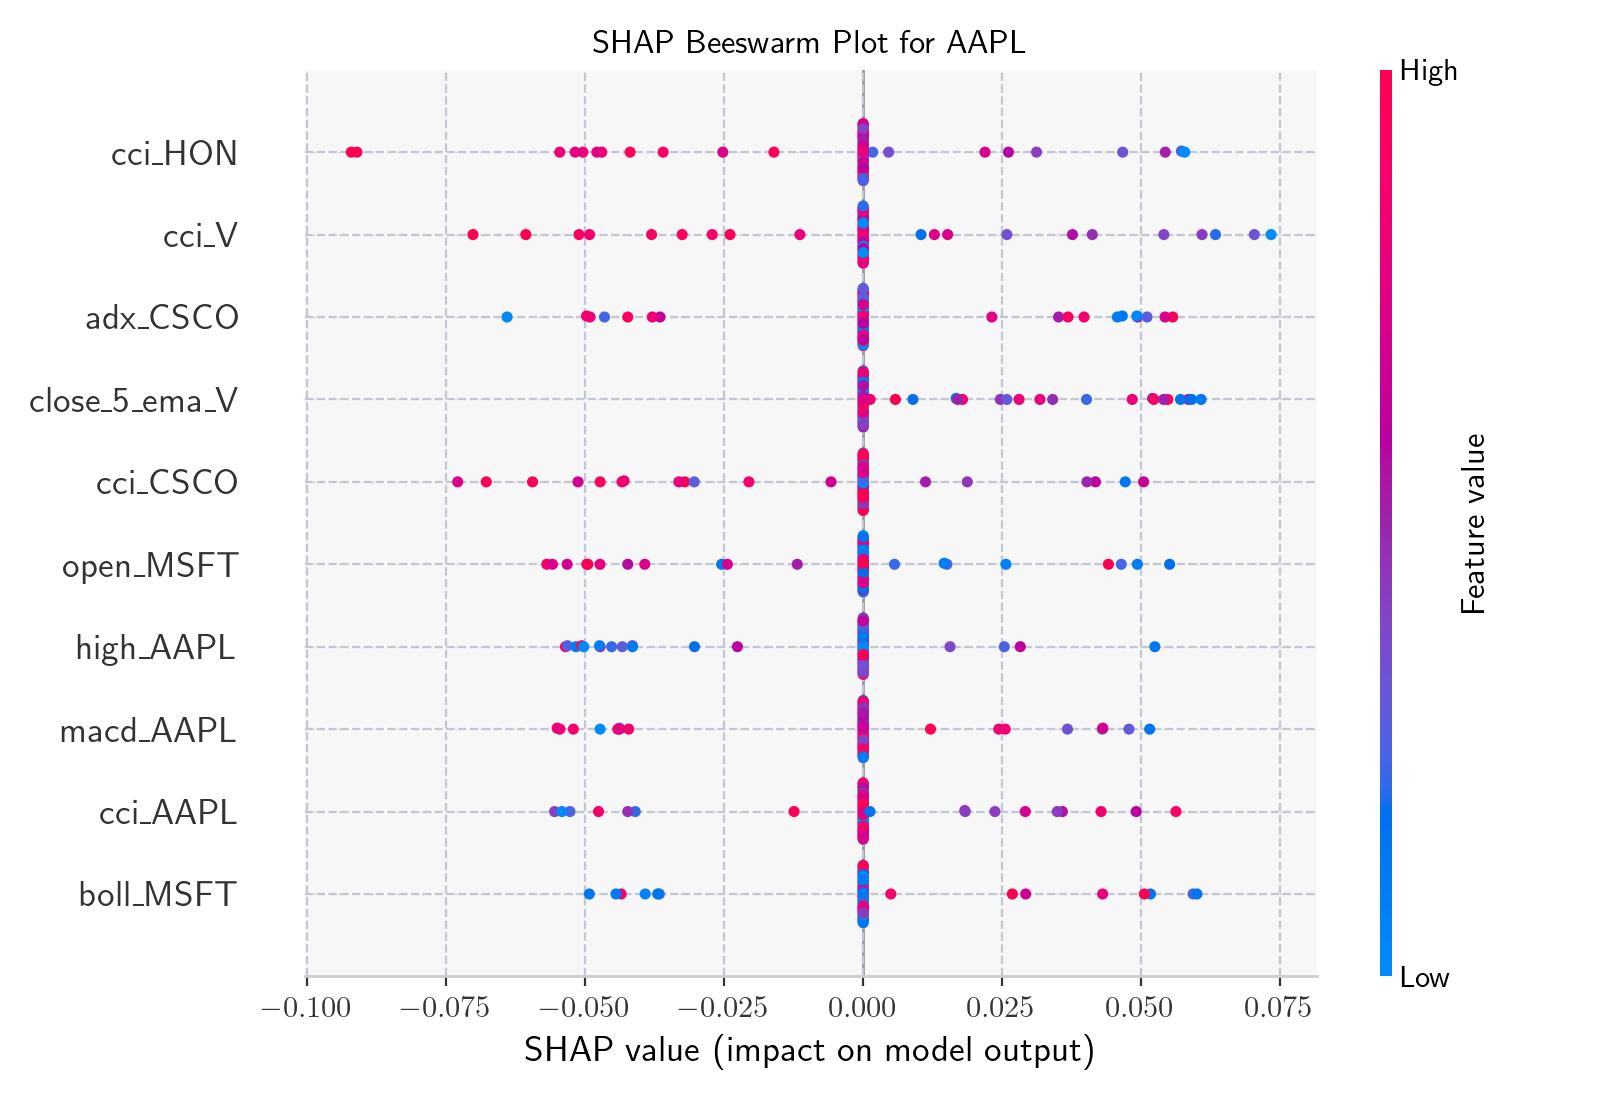 SHAP Beeswarm Plot for AAPL
High
cci_HON
cci_V
adx_CSCO
close_5_ema_V
cci_CSCO
open_MSFT
high_AAPL
macd_AAPL
cci_AAPL
boll_MSFT
Feature value
Low
−0.100 −0.075 −0.050 −0.025 0.000 0.025 0.050 0.075
SHAP value (impact on model output)